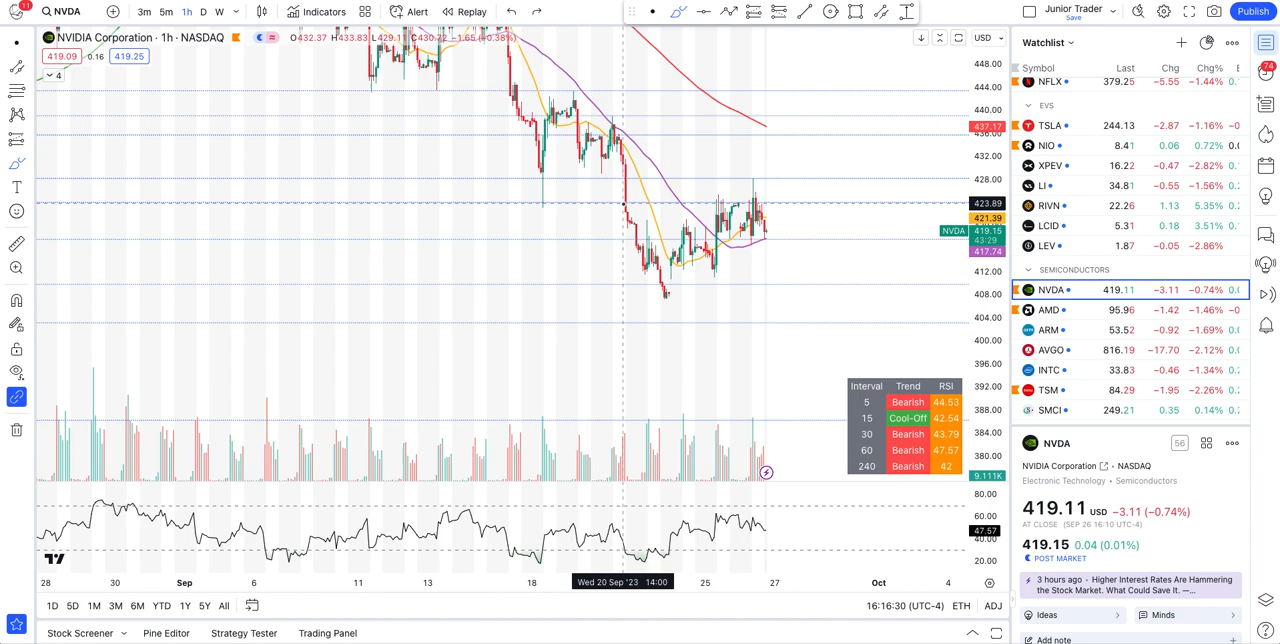 11
NVDA
3m 5m 1h D W
Indicators
Alert
Replay
Junior Trader
Save
Publish
NVIDIA Corporation · 1h · NASDAQ
O432.37 H433.83 L429.11 C430.72 −1.65 (−0.38%)
419.09 0.16 419.25
4
USD
448.00
444.00
440.00
437.17
436.00
432.00
428.00
423.89
421.39
NVDA 419.15
43:29
417.74
412.00
408.00
404.00
400.00
396.00
392.00
388.00
384.00
380.00
9.111K
80.00
60.00
47.57
40.00
20.00
Interval Trend RSI
5 Bearish 44.53
15 Cool-Off 42.54
30 Bearish 43.79
60 Bearish 47.57
240 Bearish 42
28 30 Sep 6 11 13 18 Wed 20 Sep '23 14:00 25 27 Oct 4
1D 5D 1M 3M 6M YTD 1Y 5Y All
16:16:30 (UTC-4) ETH ADJ
Stock Screener Pine Editor Strategy Tester Trading Panel
Watchlist
Symbol Last Chg Chg%
NFLX 379.25 −5.55 −1.44%
EVS
TSLA 244.13 −2.87 −1.16%
NIO 8.41 0.06 0.72%
XPEV 16.22 −0.47 −2.82%
LI 34.81 −0.55 −1.56%
RIVN 22.26 1.13 5.35%
LCID 5.31 0.18 3.51%
LEV 1.87 −0.05 −2.86%
SEMICONDUCTORS
NVDA 419.11 −3.11 −0.74%
AMD 95.96 −1.42 −1.46%
ARM 53.52 −0.92 −1.69%
AVGO 816.19 −17.70 −2.12%
INTC 33.83 −0.46 −1.34%
TSM 84.29 −1.95 −2.26%
SMCI 249.21 0.35 0.14%
NVDA
56
NVIDIA Corporation · NASDAQ
Electronic Technology · Semiconductors
419.11 USD −3.11 (−0.74%)
AT CLOSE (SEP 26 16:10 UTC-4)
419.15 0.04 (0.01%)
POST MARKET
3 hours ago · Higher Interest Rates Are Hammering
the Stock Market. What Could Save It. —...
Ideas
Minds
Add note
74